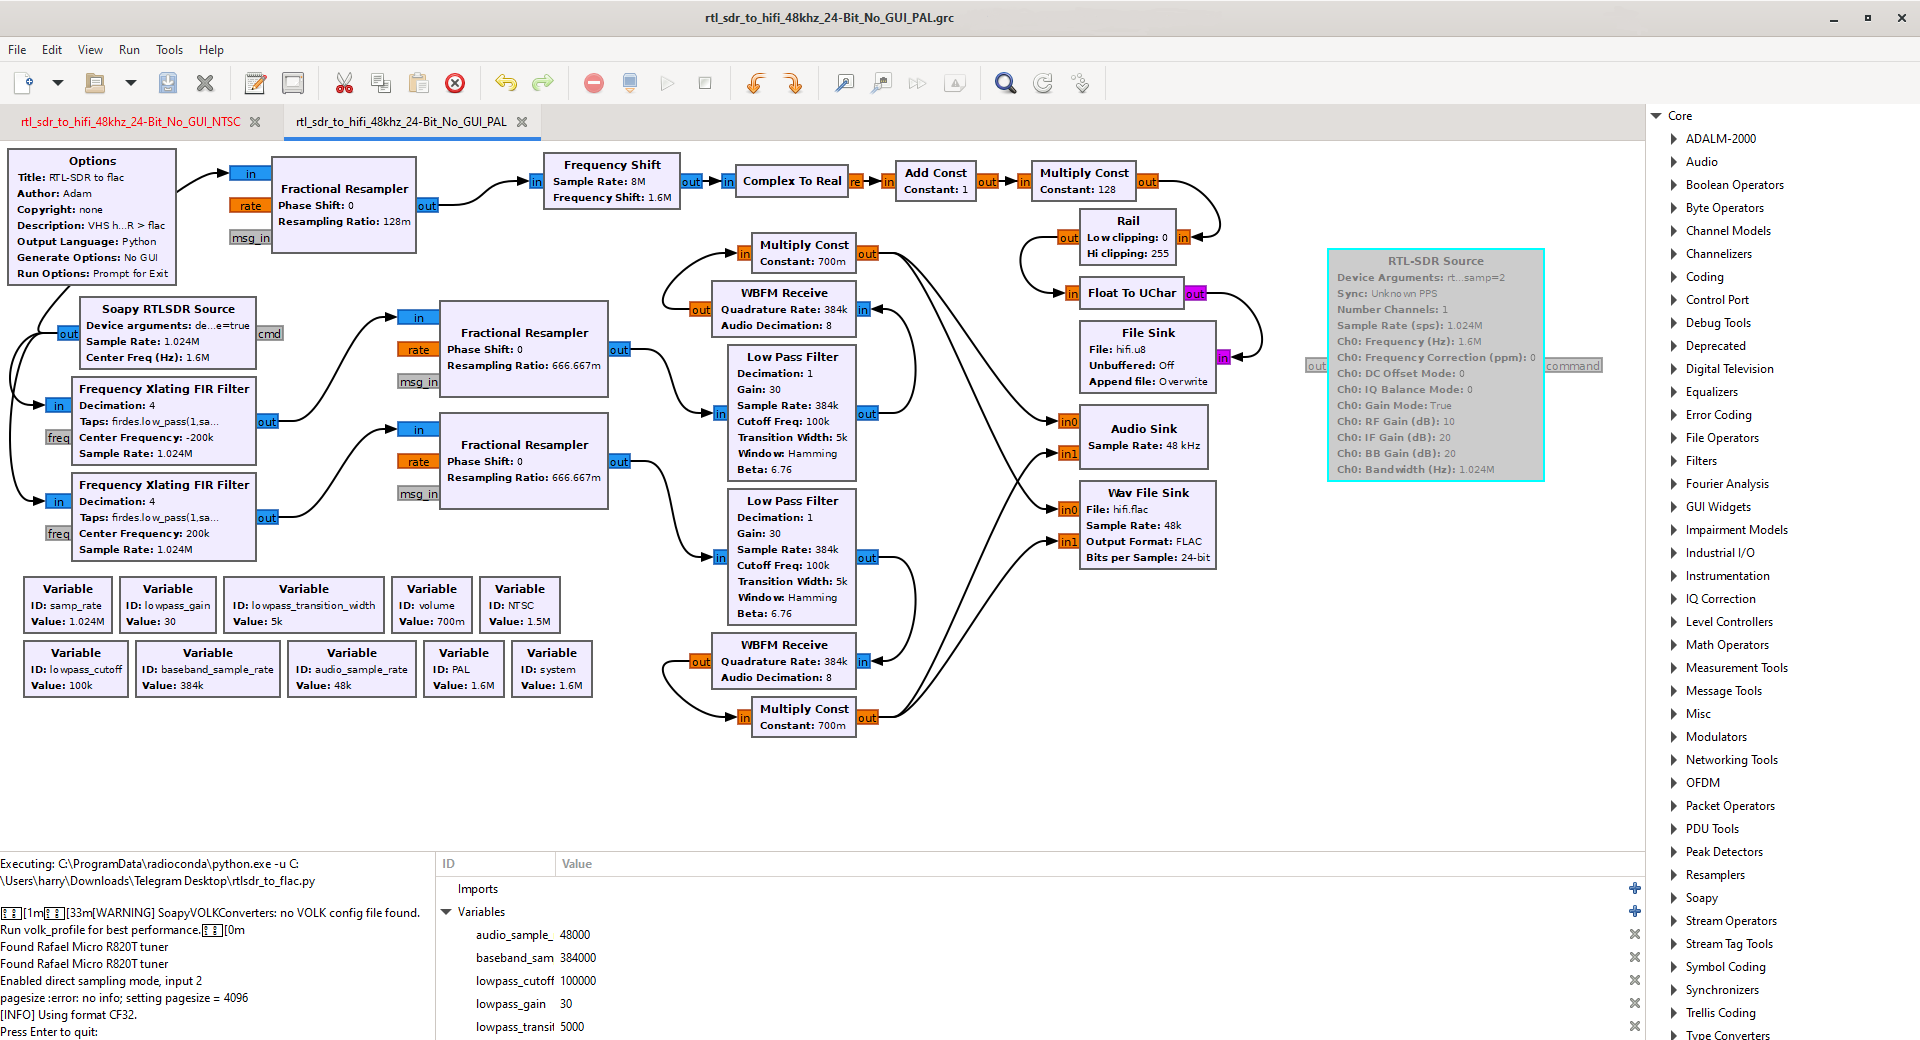 rtl_sdr_to_hifi_48khz_24-Bit_No_GUI_PAL.grc
File Edit View Run Tools Help
rtl_sdr_to_hifi_48khz_24-Bit_No_GUI_NTSC
rtl_sdr_to_hifi_48khz_24-Bit_No_GUI_PAL
Options
Title: RTL-SDR to flac
Author: Adam
Copyright: none
Description: VHS h...R > flac
Output Language: Python
Generate Options: No GUI
Run Options: Prompt for Exit
in
rate
msg_in
Fractional Resampler
Phase Shift: 0
Resampling Ratio: 128m
out
in
Frequency Shift
Sample Rate: 8M
Frequency Shift: 1.6M
out
in
Complex To Real
re
in
Add Const
Constant: 1
out
in
Multiply Const
Constant: 128
out
Rail
Low clipping: 0
Hi clipping: 255
out
in
in
Float To UChar
out
File Sink
File: hifi.u8
Unbuffered: Off
Append file: Overwrite
in
Soapy RTLSDR Source
Device arguments: de...e=true
Sample Rate: 1.024M
Center Freq (Hz): 1.6M
out
cmd
Frequency Xlating FIR Filter
Decimation: 4
Taps: firdes.low_pass(1,sa...
Center Frequency: -200k
Sample Rate: 1.024M
in
freq
out
Frequency Xlating FIR Filter
Decimation: 4
Taps: firdes.low_pass(1,sa...
Center Frequency: 200k
Sample Rate: 1.024M
in
freq
out
in
rate
msg_in
Fractional Resampler
Phase Shift: 0
Resampling Ratio: 666.667m
out
in
rate
msg_in
Fractional Resampler
Phase Shift: 0
Resampling Ratio: 666.667m
out
in
Multiply Const
Constant: 700m
out
out
WBFM Receive
Quadrature Rate: 384k
Audio Decimation: 8
in
Low Pass Filter
Decimation: 1
Gain: 30
Sample Rate: 384k
Cutoff Freq: 100k
Transition Width: 5k
Window: Hamming
Beta: 6.76
in
out
Low Pass Filter
Decimation: 1
Gain: 30
Sample Rate: 384k
Cutoff Freq: 100k
Transition Width: 5k
Window: Hamming
Beta: 6.76
in
out
out
WBFM Receive
Quadrature Rate: 384k
Audio Decimation: 8
in
in
Multiply Const
Constant: 700m
out
in0
in1
Audio Sink
Sample Rate: 48 kHz
in0
in1
Wav File Sink
File: hifi.flac
Sample Rate: 48k
Output Format: FLAC
Bits per Sample: 24-bit
RTL-SDR Source
Device Arguments: rt...samp=2
Sync: Unknown PPS
Number Channels: 1
Sample Rate (sps): 1.024M
Ch0: Frequency (Hz): 1.6M
Ch0: Frequency Correction (ppm): 0
Ch0: DC Offset Mode: 0
Ch0: IQ Balance Mode: 0
Ch0: Gain Mode: True
Ch0: RF Gain (dB): 10
Ch0: IF Gain (dB): 20
Ch0: BB Gain (dB): 20
Ch0: Bandwidth (Hz): 1.024M
out
command
Variable
ID: samp_rate
Value: 1.024M
Variable
ID: lowpass_gain
Value: 30
Variable
ID: lowpass_transition_width
Value: 5k
Variable
ID: volume
Value: 700m
Variable
ID: NTSC
Value: 1.5M
Variable
ID: lowpass_cutoff
Value: 100k
Variable
ID: baseband_sample_rate
Value: 384k
Variable
ID: audio_sample_rate
Value: 48k
Variable
ID: PAL
Value: 1.6M
Variable
ID: system
Value: 1.6M
Executing: C:\ProgramData\radioconda\python.exe -u C:
\Users\harry\Downloads\Telegram Desktop\rtlsdr_to_flac.py
[1m[33m[WARNING] SoapyVOLKConverters: no VOLK config file found.
Run volk_profile for best performance.[0m
Found Rafael Micro R820T tuner
Found Rafael Micro R820T tuner
Enabled direct sampling mode, input 2
pagesize :error: no info; setting pagesize = 4096
[INFO] Using format CF32.
Press Enter to quit:
ID Value
Imports
Variables
audio_sample_ 48000
baseband_sam 384000
lowpass_cutoff 100000
lowpass_gain 30
lowpass_transit 5000
Core
ADALM-2000
Audio
Boolean Operators
Byte Operators
Channel Models
Channelizers
Coding
Control Port
Debug Tools
Deprecated
Digital Television
Equalizers
Error Coding
File Operators
Filters
Fourier Analysis
GUI Widgets
Impairment Models
Industrial I/O
Instrumentation
IQ Correction
Level Controllers
Math Operators
Measurement Tools
Message Tools
Misc
Modulators
Networking Tools
OFDM
Packet Operators
PDU Tools
Peak Detectors
Resamplers
Soapy
Stream Operators
Stream Tag Tools
Symbol Coding
Synchronizers
Trellis Coding
Type Converters